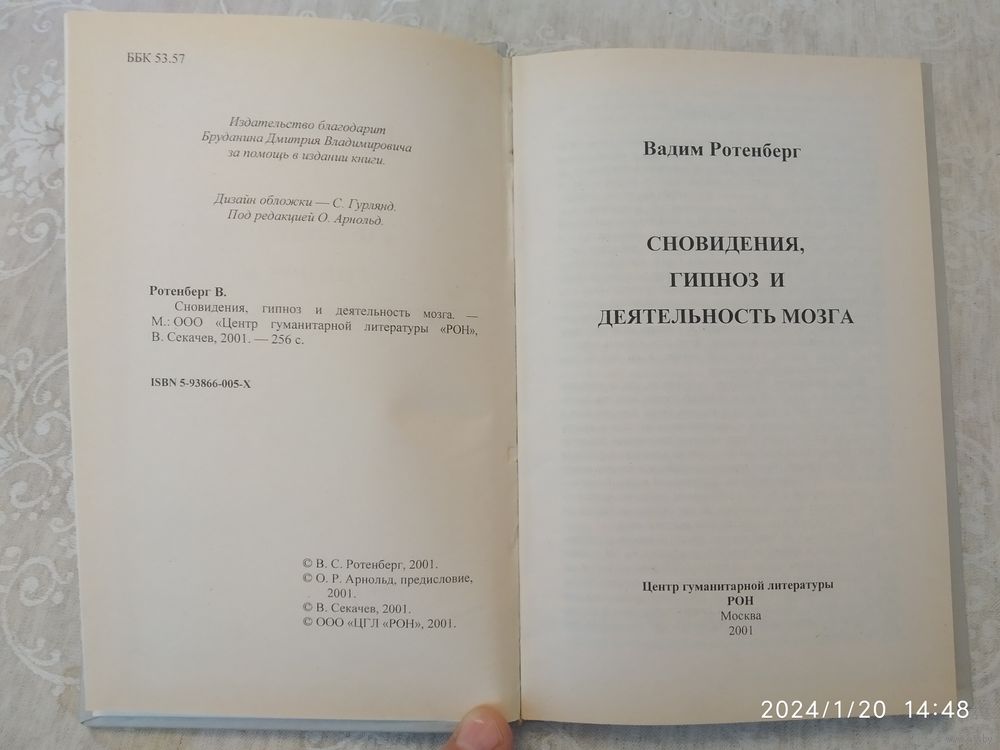 ББК 53.57
Издательство благодарит
Бруданина Дмитрия Владимировича
за помощь в издании книги.
Дизайн обложки — С. Гурлянд.
Под редакцией О. Арнольд.
Ротенберг В.
Сновидения, гипноз и деятельность мозга. —
М.: ООО «Центр гуманитарной литературы «РОН»,
В. Секачев, 2001. — 256 с.
ISBN 5-93866-005-X
© В. С. Ротенберг, 2001.
© О. Р. Арнольд, предисловие,
2001.
© В. Секачев, 2001.
© ООО «ЦГЛ «РОН», 2001.
Вадим Ротенберг
СНОВИДЕНИЯ,
ГИПНОЗ И
ДЕЯТЕЛЬНОСТЬ МОЗГА
Центр гуманитарной литературы
РОН
Москва
2001
2024/1/20 14:48